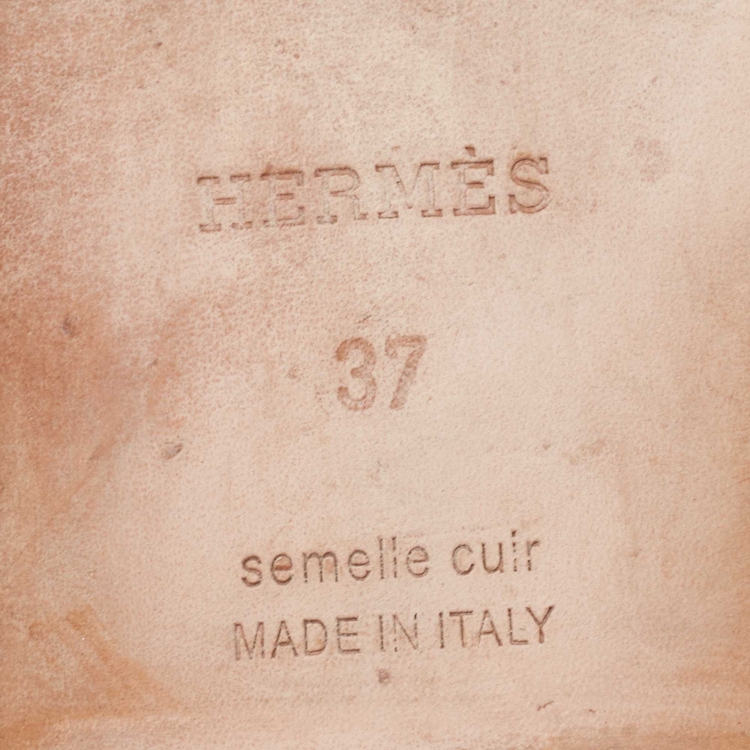 HERMÈS
37
semelle cuir
MADE IN ITALY